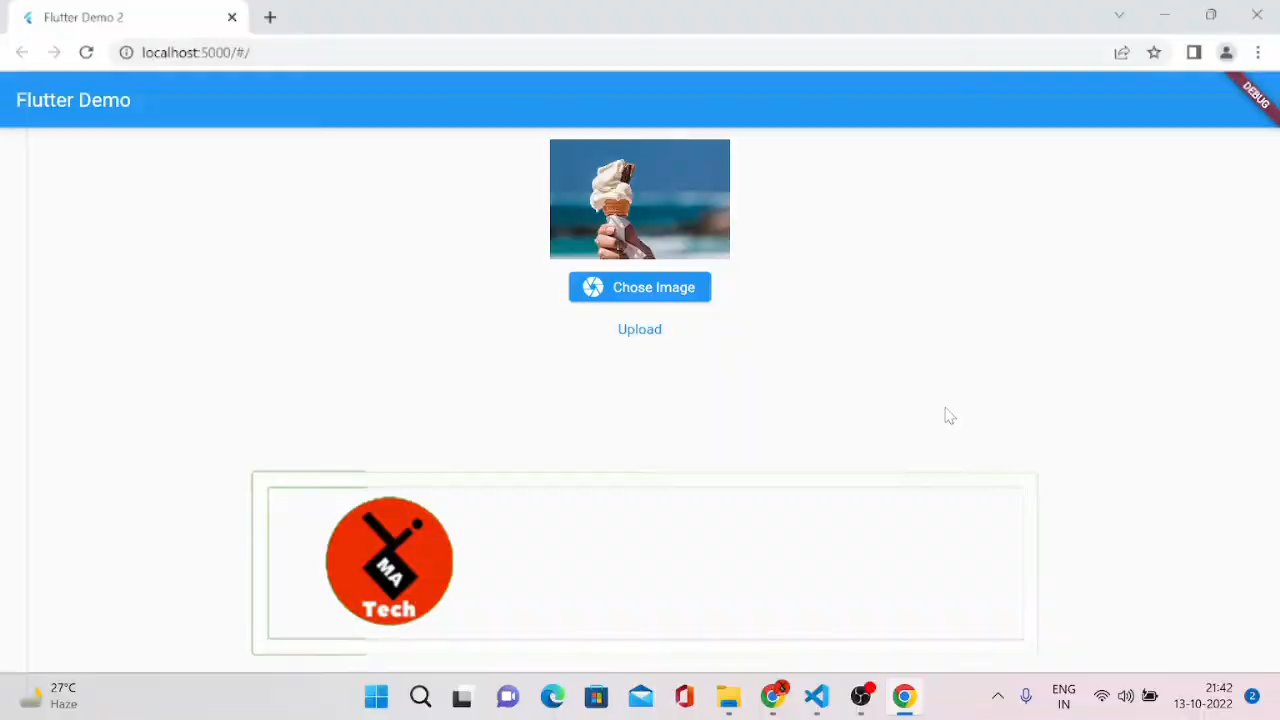 Flutter Demo 2
localhost:5000/#/
Flutter Demo
DEBUG
Chose Image
Upload
MA
Tech
27°C
Haze
ENG
IN
21:42
13-10-2022
2